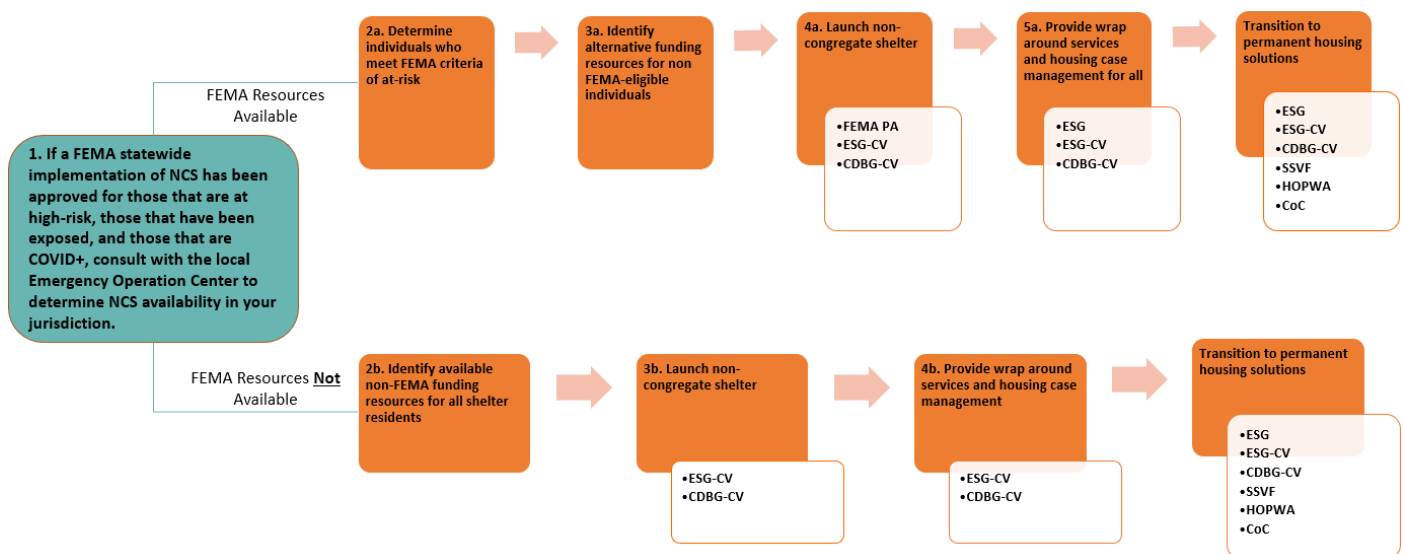 FEMA Resources
Available
1. If a FEMA statewide
implementation of NCS has been
approved for those that are at
high-risk, those that have been
exposed, and those that are
COVID+, consult with the local
Emergency Operation Center to
determine NCS availability in your
jurisdiction.
FEMA Resources Not
Available
2a. Determine
individuals who
meet FEMA criteria
of at-risk
3a. Identify
alternative funding
resources for non
FEMA-eligible
individuals
4a. Launch non-
congregate shelter
•FEMA PA
•ESG-CV
•CDBG-CV
5a. Provide wrap
around services
and housing case
management for all
•ESG
•ESG-CV
•CDBG-CV
Transition to
permanent housing
solutions
•ESG
•ESG-CV
•CDBG-CV
•SSVF
•HOPWA
•CoC
2b. Identify available
non-FEMA funding
resources for all shelter
residents
3b. Launch non-
congregate shelter
•ESG-CV
•CDBG-CV
4b. Provide wrap around
services and housing case
management
•ESG-CV
•CDBG-CV
Transition to permanent
housing solutions
•ESG
•ESG-CV
•CDBG-CV
•SSVF
•HOPWA
•CoC